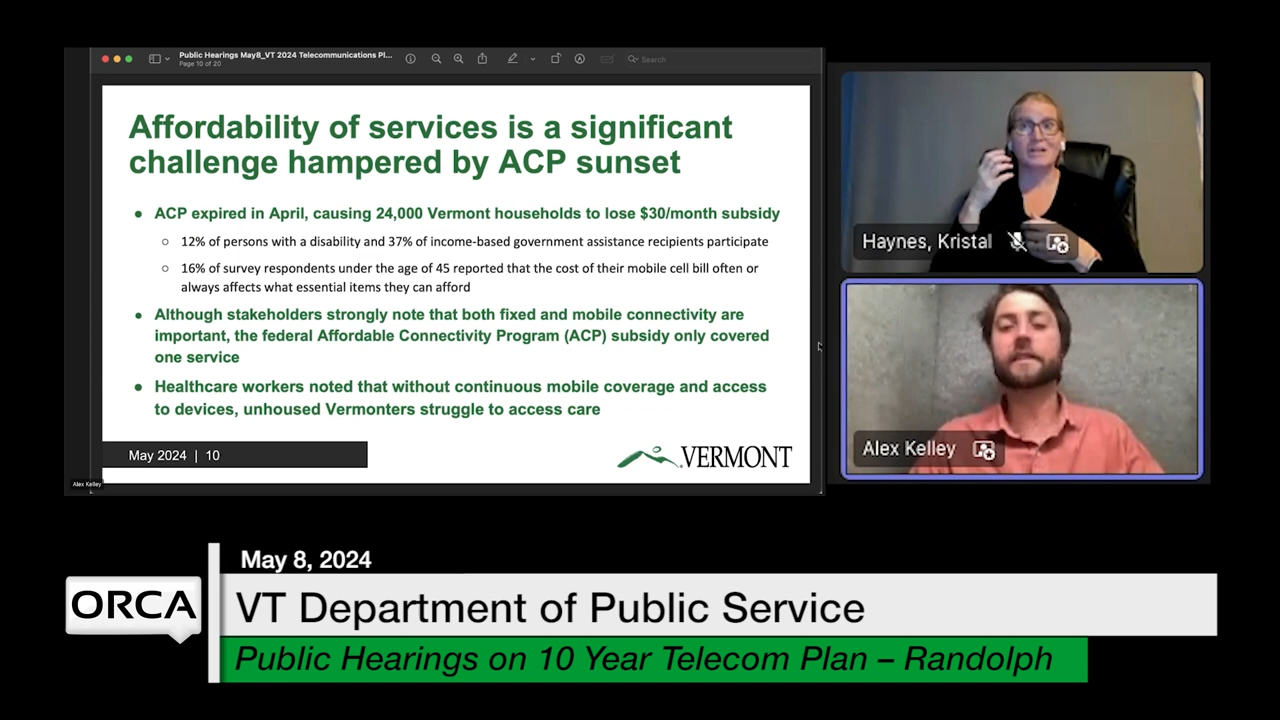 Public Hearings May8_VT 2024 Telecommunications Pl...
Page 10 of 20
Search
Affordability of services is a significant
challenge hampered by ACP sunset
• ACP expired in April, causing 24,000 Vermont households to lose $30/month subsidy
○ 12% of persons with a disability and 37% of income-based government assistance recipients participate
○ 16% of survey respondents under the age of 45 reported that the cost of their mobile cell bill often or
always affects what essential items they can afford
• Although stakeholders strongly note that both fixed and mobile connectivity are
important, the federal Affordable Connectivity Program (ACP) subsidy only covered
one service
• Healthcare workers noted that without continuous mobile coverage and access
to devices, unhoused Vermonters struggle to access care
May 2024 | 10
VERMONT
Alex Kelley
Haynes, Kristal
Alex Kelley
May 8, 2024
ORCA
VT Department of Public Service
Public Hearings on 10 Year Telecom Plan – Randolph